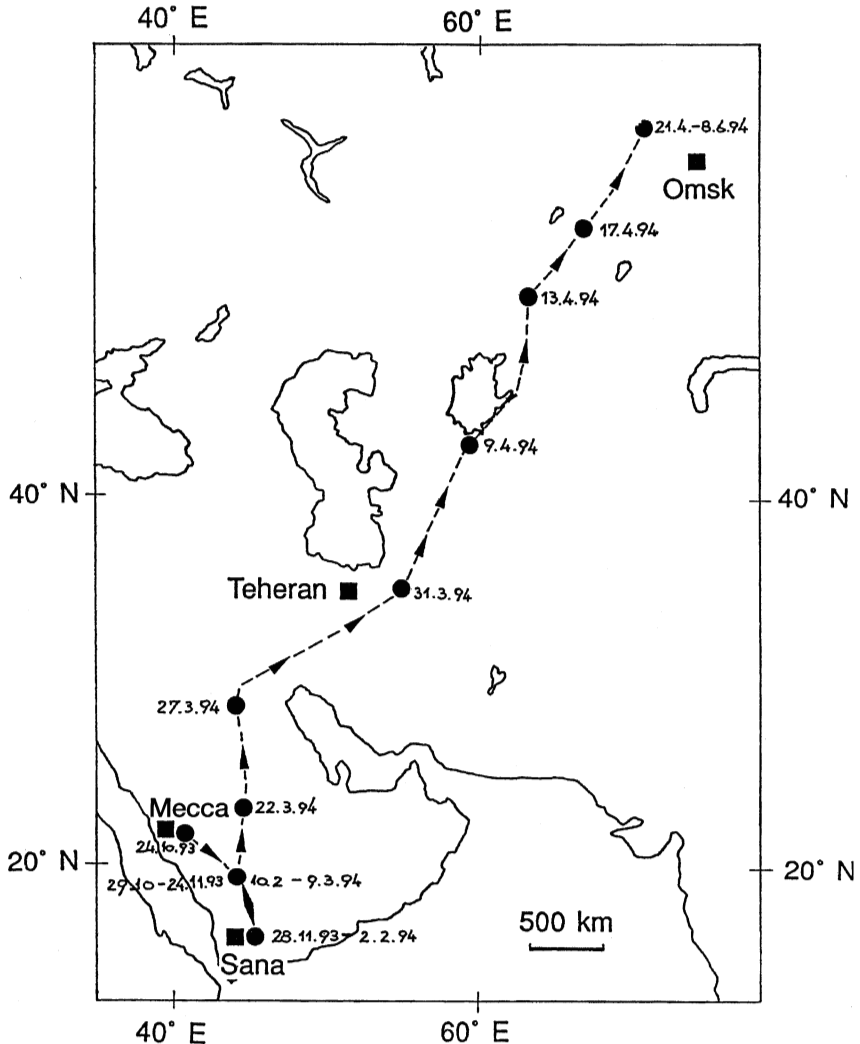 40° E 60° E
21.4.-8.6.94
Omsk
17.4.94
13.4.94
9.4.94
40° N 40° N
Teheran
31.3.94
27.3.94
Mecca 22.3.94
24.10.93
20° N 20° N
29.10-24.11.93 10.2 - 9.3.94
500 km
28.11.93 - 2.2.94
Sana
40° E 60° E